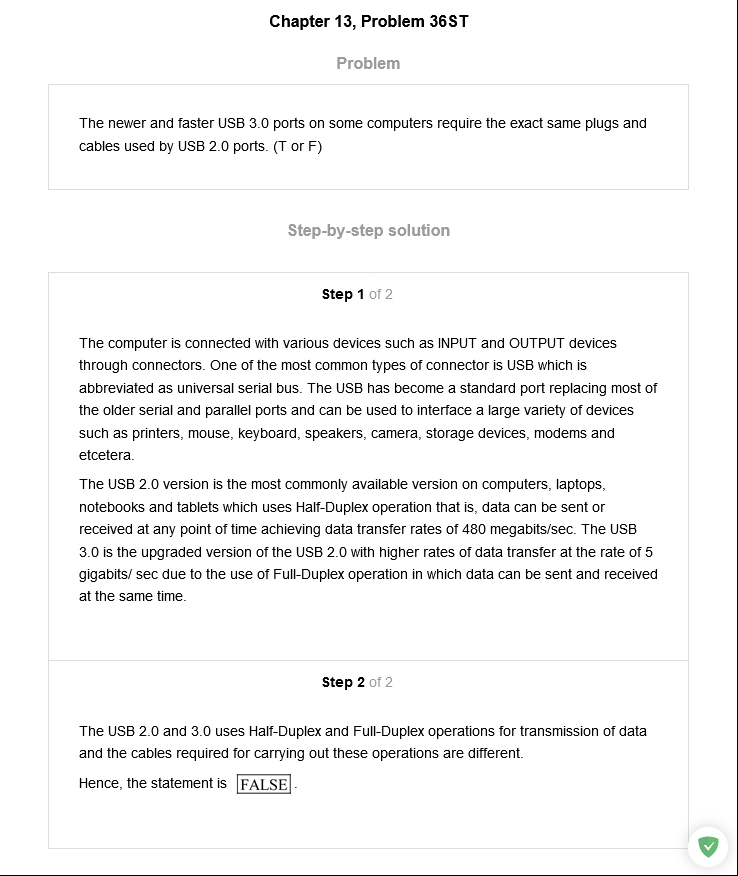 Chapter 13, Problem 36ST
Problem
The newer and faster USB 3.0 ports on some computers require the exact same plugs and
cables used by USB 2.0 ports. (T or F)
Step-by-step solution
Step 1 of 2
The computer is connected with various devices such as INPUT and OUTPUT devices
through connectors. One of the most common types of connector is USB which is
abbreviated as universal serial bus. The USB has become a standard port replacing most of
the older serial and parallel ports and can be used to interface a large variety of devices
such as printers, mouse, keyboard, speakers, camera, storage devices, modems and
etcetera.
The USB 2.0 version is the most commonly available version on computers, laptops,
notebooks and tablets which uses Half-Duplex operation that is, data can be sent or
received at any point of time achieving data transfer rates of 480 megabits/sec. The USB
3.0 is the upgraded version of the USB 2.0 with higher rates of data transfer at the rate of 5
gigabits/ sec due to the use of Full-Duplex operation in which data can be sent and received
at the same time.
Step 2 of 2
The USB 2.0 and 3.0 uses Half-Duplex and Full-Duplex operations for transmission of data
and the cables required for carrying out these operations are different.
Hence, the statement is FALSE .